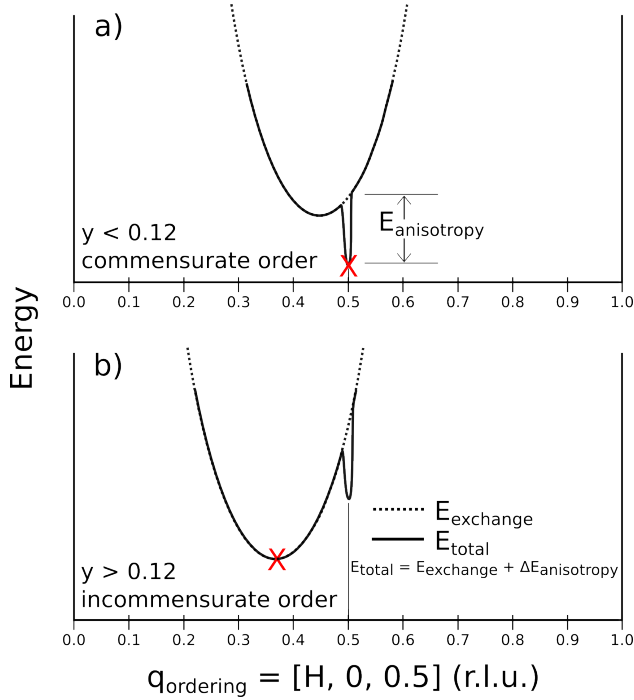 a)
E_anisotropy
y < 0.12
commensurate order
X
0.0 0.1 0.2 0.3 0.4 0.5 0.6 0.7 0.8 0.9 1.0
Energy
b)
E_exchange
E_total
E_total = E_exchange + ΔE_anisotropy
X
y > 0.12
incommensurate order
0.0 0.1 0.2 0.3 0.4 0.5 0.6 0.7 0.8 0.9 1.0
q_ordering = [H, 0, 0.5] (r.l.u.)